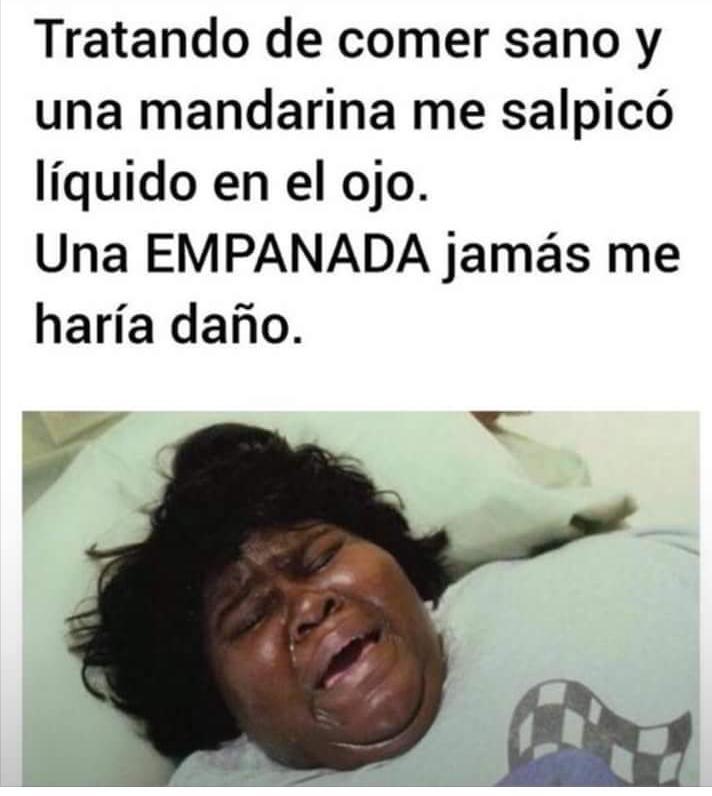 Tratando de comer sano y
una mandarina me salpicó
líquido en el ojo.
Una EMPANADA jamás me
haría daño.